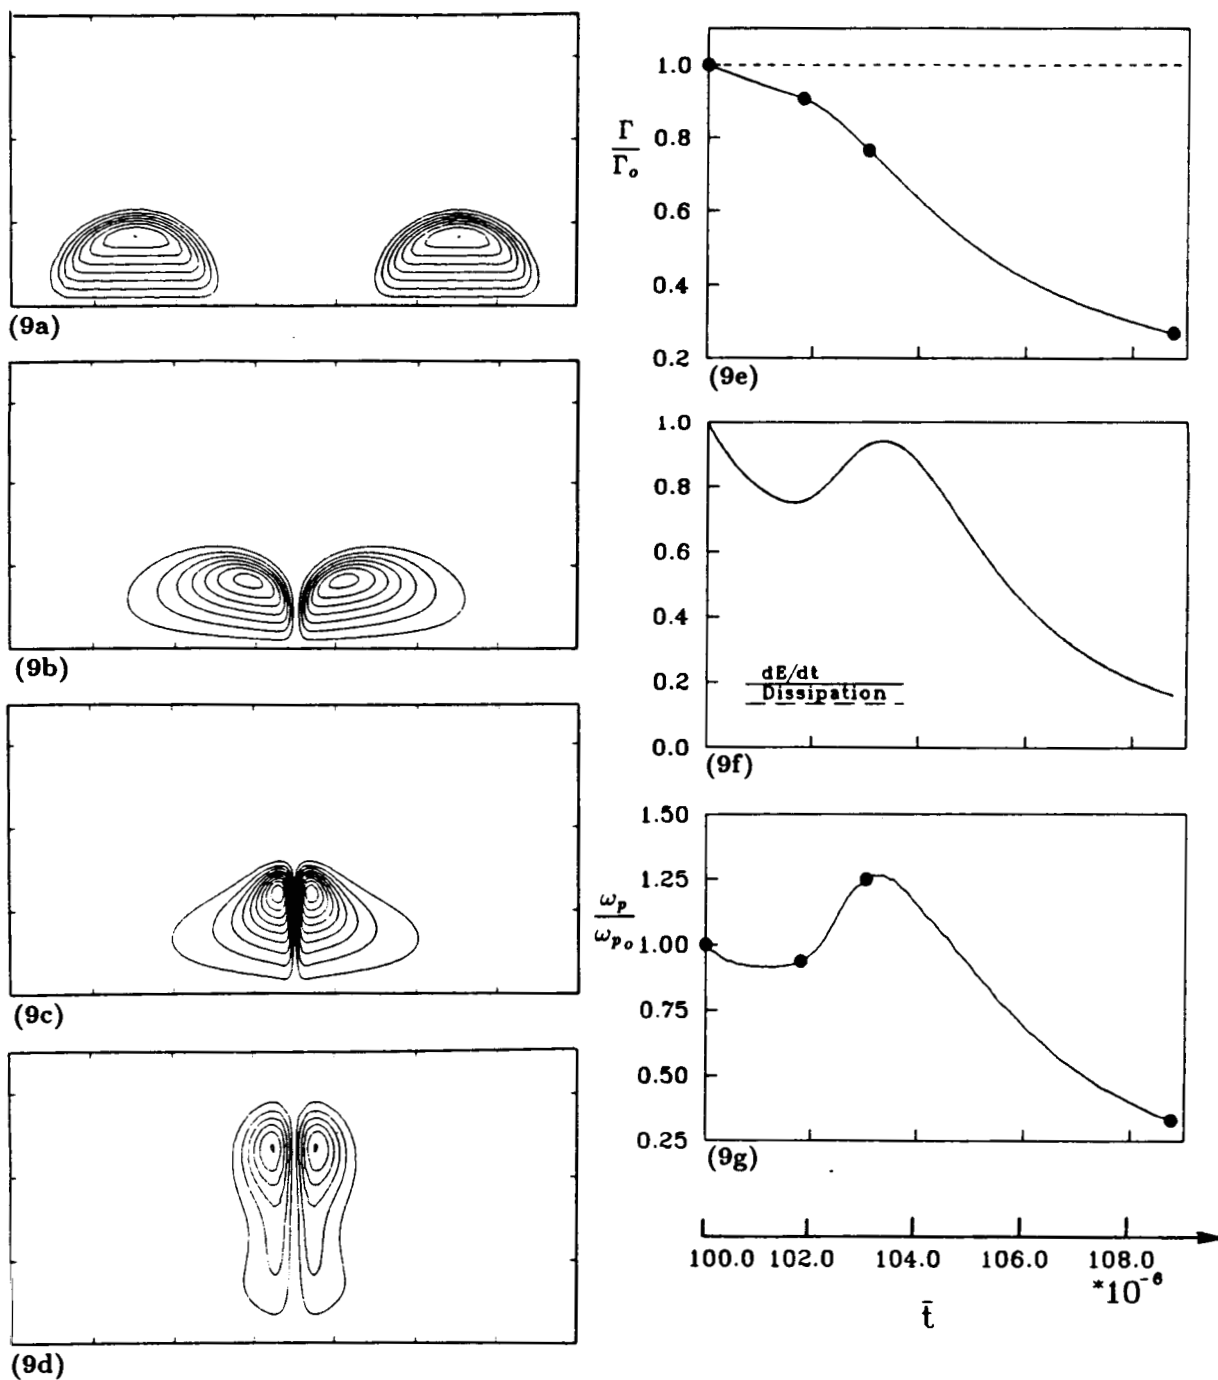 (9a)
(9b)
(9c)
(9d)
1.0
0.8
0.6
0.4
0.2
Γ
Γₒ
(9e)
1.0
0.8
0.6
0.4
0.2
0.0
dE/dt
Dissipation
(9f)
1.50
1.25
1.00
0.75
0.50
0.25
ωₚ
ωₚₒ
(9g)
100.0 102.0 104.0 106.0 108.0
*10⁻⁶
t̄